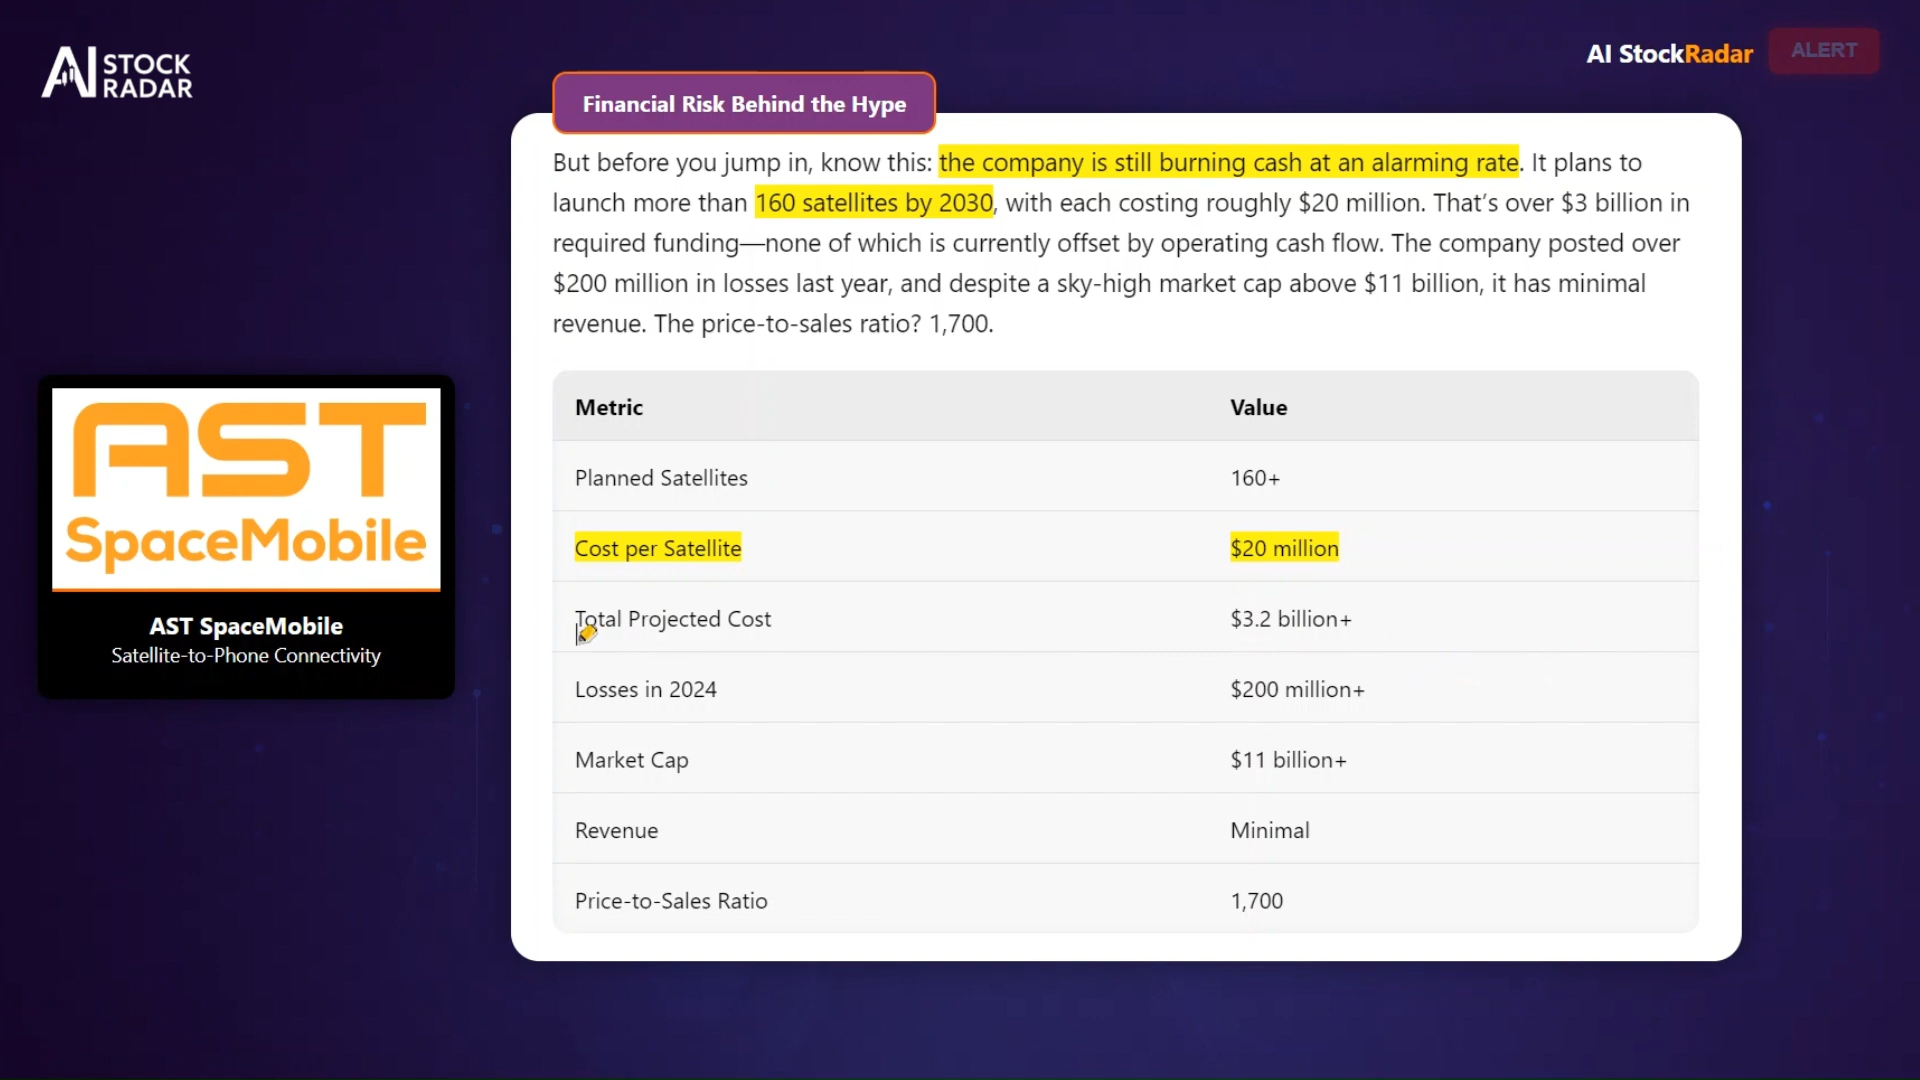 AI STOCK RADAR
AI StockRadar
ALERT
Financial Risk Behind the Hype
But before you jump in, know this: the company is still burning cash at an alarming rate. It plans to
launch more than 160 satellites by 2030, with each costing roughly $20 million. That’s over $3 billion in
required funding—none of which is currently offset by operating cash flow. The company posted over
$200 million in losses last year, and despite a sky-high market cap above $11 billion, it has minimal
revenue. The price-to-sales ratio? 1,700.
Metric Value
Planned Satellites 160+
Cost per Satellite $20 million
Total Projected Cost $3.2 billion+
Losses in 2024 $200 million+
Market Cap $11 billion+
Revenue Minimal
Price-to-Sales Ratio 1,700
AST
SpaceMobile
AST SpaceMobile
Satellite-to-Phone Connectivity